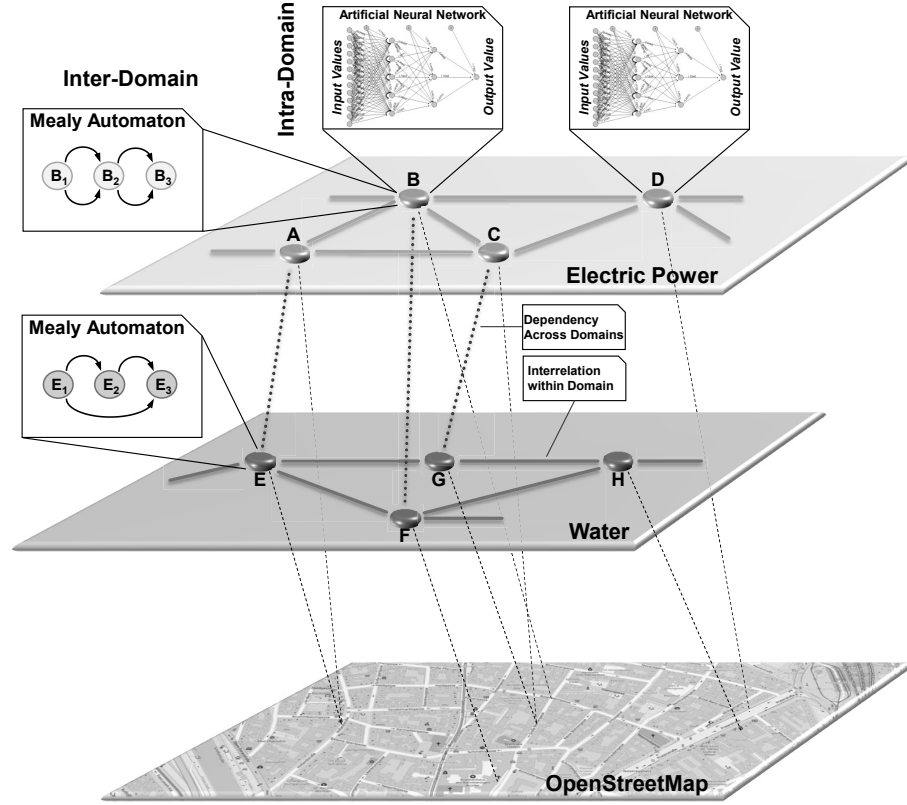 Artificial Neural Network
Input Values
Output Value
Artificial Neural Network
Input Values
Output Value
Inter-Domain
Intra-Domain
Mealy Automaton
B1 B2 B3
B
D
A
C
Electric Power
Mealy Automaton
E1 E2 E3
Dependency
Across Domains
Interrelation
within Domain
E
G
H
F
Water
OpenStreetMap